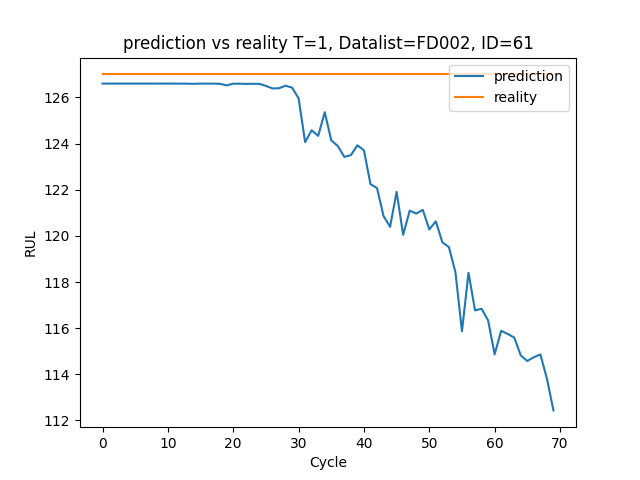 prediction vs reality T=1, Datalist=FD002, ID=61
prediction
reality
126
124
122
120
118
116
114
112
RUL
0 10 20 30 40 50 60 70
Cycle